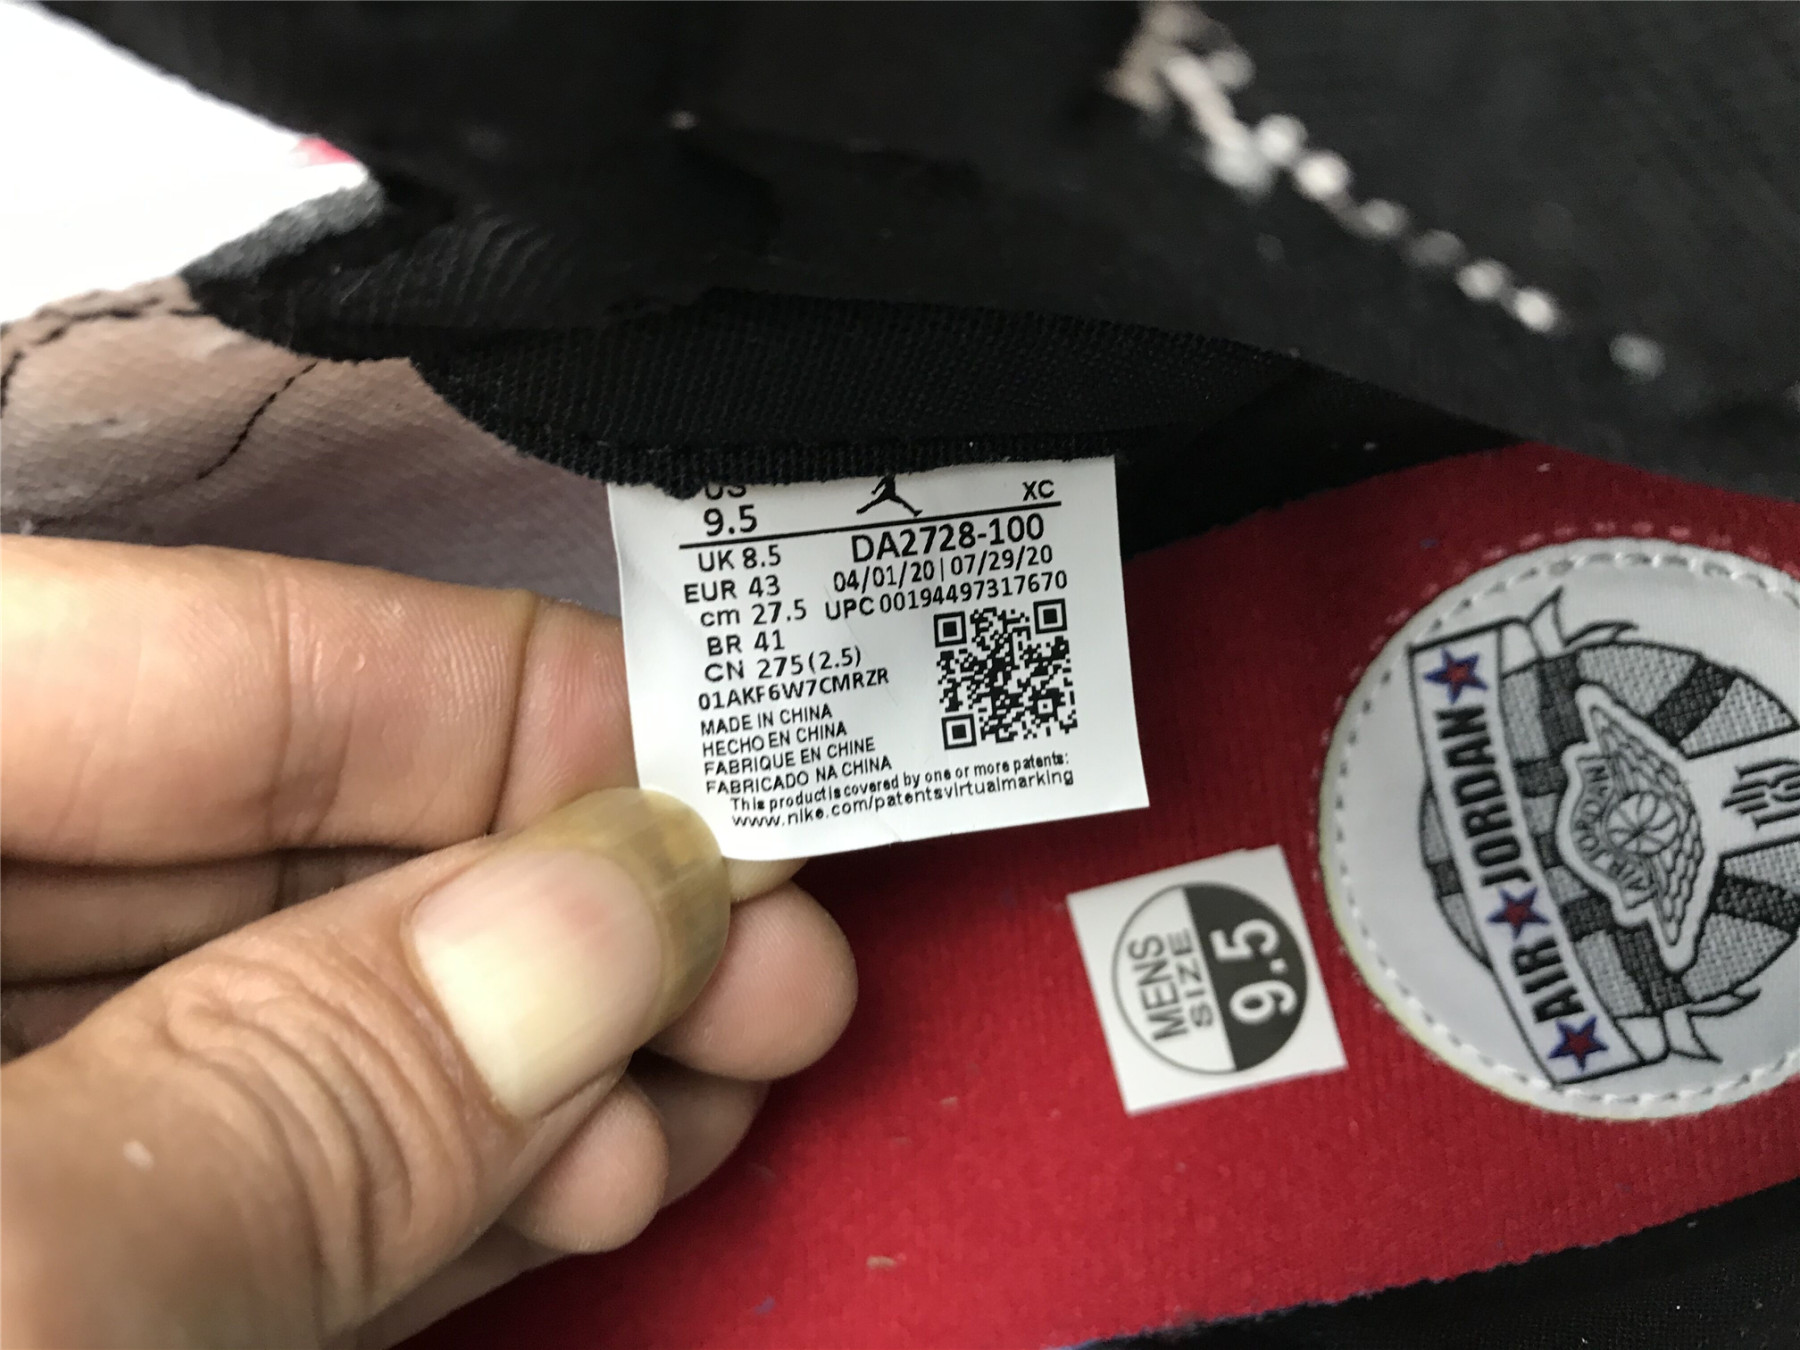 US
9.5
XC
UK 8.5
EUR 43
cm 27.5
BR 41
CN 275(2.5)
DA2728-100
04/01/20|07/29/20
UPC 00194497317670
01AKF6W7CMRZR
MADE IN CHINA
HECHO EN CHINA
FABRIQUE EN CHINE
FABRICADO NA CHINA
This product is covered by one or more patents:
www.nike.com/patentsvirtualmarking
MENS
SIZE
9.5
AIR JORDAN
AIR JORDAN